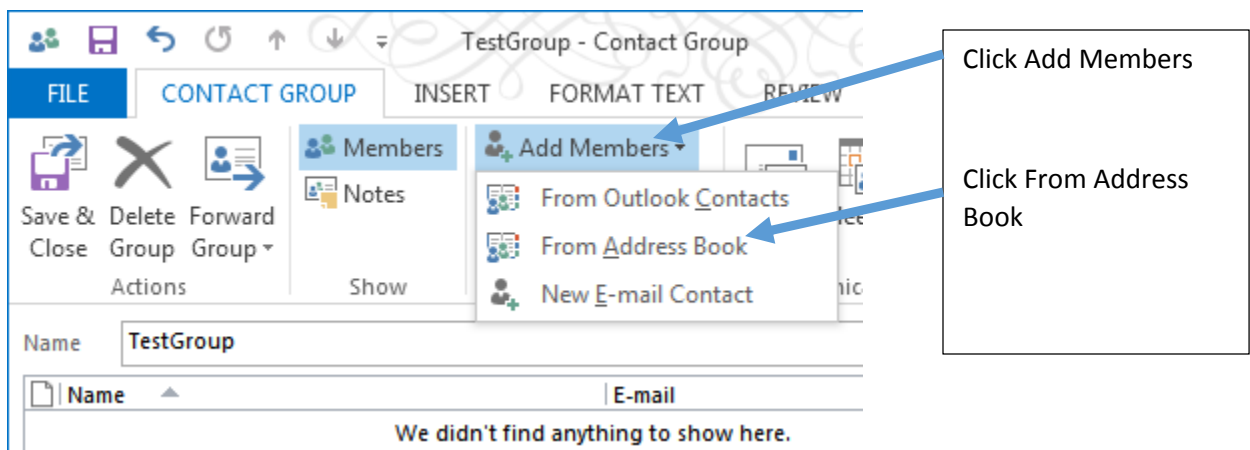 TestGroup - Contact Group
FILE CONTACT GROUP INSERT FORMAT TEXT REVIEW
Members
Notes
Add Members
Save & Close
Delete Group
Forward Group
From Outlook Contacts
From Address Book
New E-mail Contact
Actions
Show
Name TestGroup
Name E-mail
We didn't find anything to show here.
Click Add Members
Click From Address
Book